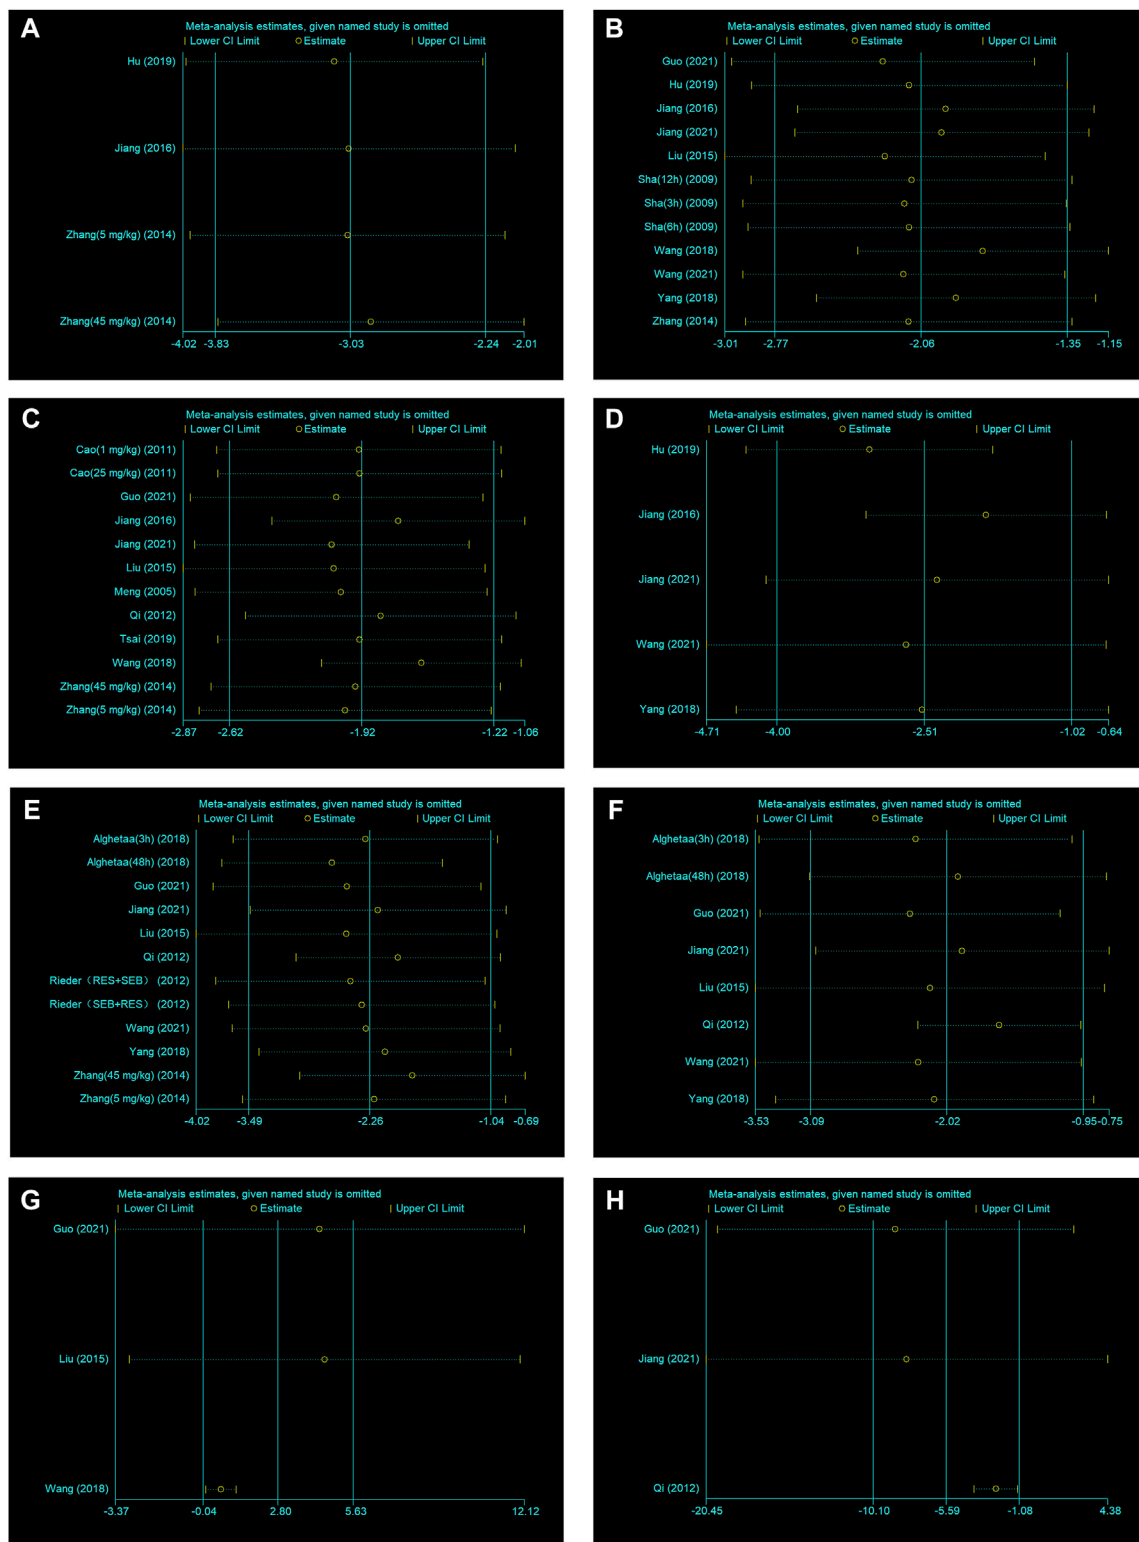 A
Meta-analysis estimates, given named study is omitted
Lower CI Limit Estimate Upper CI Limit
Hu (2019)
Jiang (2016)
Zhang(5 mg/kg) (2014)
Zhang(45 mg/kg) (2014)
-4.02 -3.83 -3.03 -2.24 -2.01
B
Meta-analysis estimates, given named study is omitted
Lower CI Limit Estimate Upper CI Limit
Guo (2021)
Hu (2019)
Jiang (2016)
Jiang (2021)
Liu (2015)
Sha(12h) (2009)
Sha(3h) (2009)
Sha(6h) (2009)
Wang (2018)
Wang (2021)
Yang (2018)
Zhang (2014)
-3.01 -2.77 -2.06 -1.35 -1.15
C
Meta-analysis estimates, given named study is omitted
Lower CI Limit Estimate Upper CI Limit
Cao(1 mg/kg) (2011)
Cao(25 mg/kg) (2011)
Guo (2021)
Jiang (2016)
Jiang (2021)
Liu (2015)
Meng (2005)
Qi (2012)
Tsai (2019)
Wang (2018)
Zhang(45 mg/kg) (2014)
Zhang(5 mg/kg) (2014)
-2.87 -2.62 -1.92 -1.22 -1.06
D
Meta-analysis estimates, given named study is omitted
Lower CI Limit Estimate Upper CI Limit
Hu (2019)
Jiang (2016)
Jiang (2021)
Wang (2021)
Yang (2018)
-4.71 -4.00 -2.51 -1.02 -0.64
E
Meta-analysis estimates, given named study is omitted
Lower CI Limit Estimate Upper CI Limit
Alghetaa(3h) (2018)
Alghetaa(48h) (2018)
Guo (2021)
Jiang (2021)
Liu (2015)
Qi (2012)
Rieder（RES+SEB） (2012)
Rieder（SEB+RES） (2012)
Wang (2021)
Yang (2018)
Zhang(45 mg/kg) (2014)
Zhang(5 mg/kg) (2014)
-4.02 -3.49 -2.26 -1.04 -0.69
F
Meta-analysis estimates, given named study is omitted
Lower CI Limit Estimate Upper CI Limit
Alghetaa(3h) (2018)
Alghetaa(48h) (2018)
Guo (2021)
Jiang (2021)
Liu (2015)
Qi (2012)
Wang (2021)
Yang (2018)
-3.53 -3.09 -2.02 -0.95 -0.75
G
Meta-analysis estimates, given named study is omitted
Lower CI Limit Estimate Upper CI Limit
Guo (2021)
Liu (2015)
Wang (2018)
-3.37 -0.04 2.80 5.63 12.12
H
Meta-analysis estimates, given named study is omitted
Lower CI Limit Estimate Upper CI Limit
Guo (2021)
Jiang (2021)
Qi (2012)
-20.45 -10.10 -5.59 -1.08 4.38